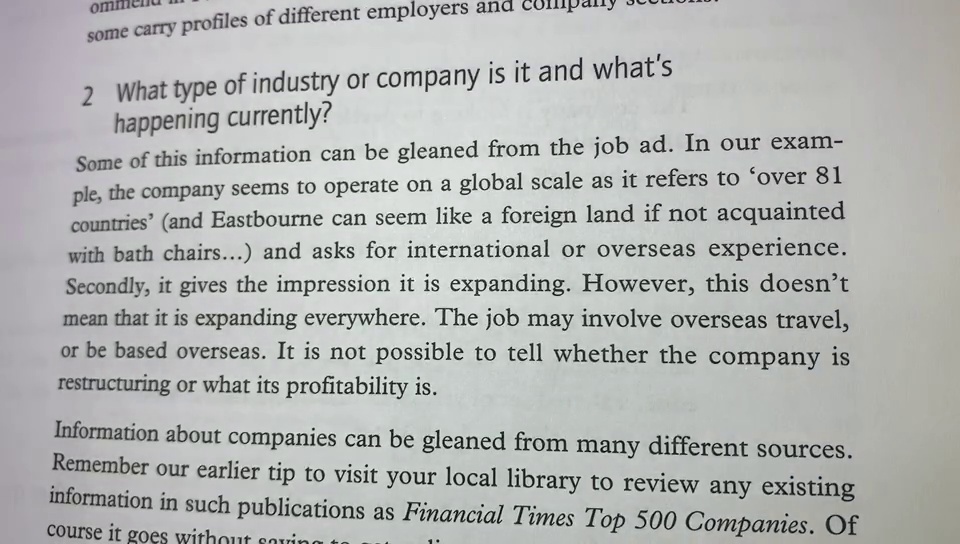 some carry profiles of different employers and company
2 What type of industry or company is it and what's
happening currently?
Some of this information can be gleaned from the job ad. In our exam-
ple, the company seems to operate on a global scale as it refers to ‘over 81
countries’ (and Eastbourne can seem like a foreign land if not acquainted
with bath chairs...) and asks for international or overseas experience.
Secondly, it gives the impression it is expanding. However, this doesn’t
mean that it is expanding everywhere. The job may involve overseas travel,
or be based overseas. It is not possible to tell whether the company is
restructuring or what its profitability is.
Information about companies can be gleaned from many different sources.
Remember our earlier tip to visit your local library to review any existing
information in such publications as Financial Times Top 500 Companies. Of
course it goes without saying to